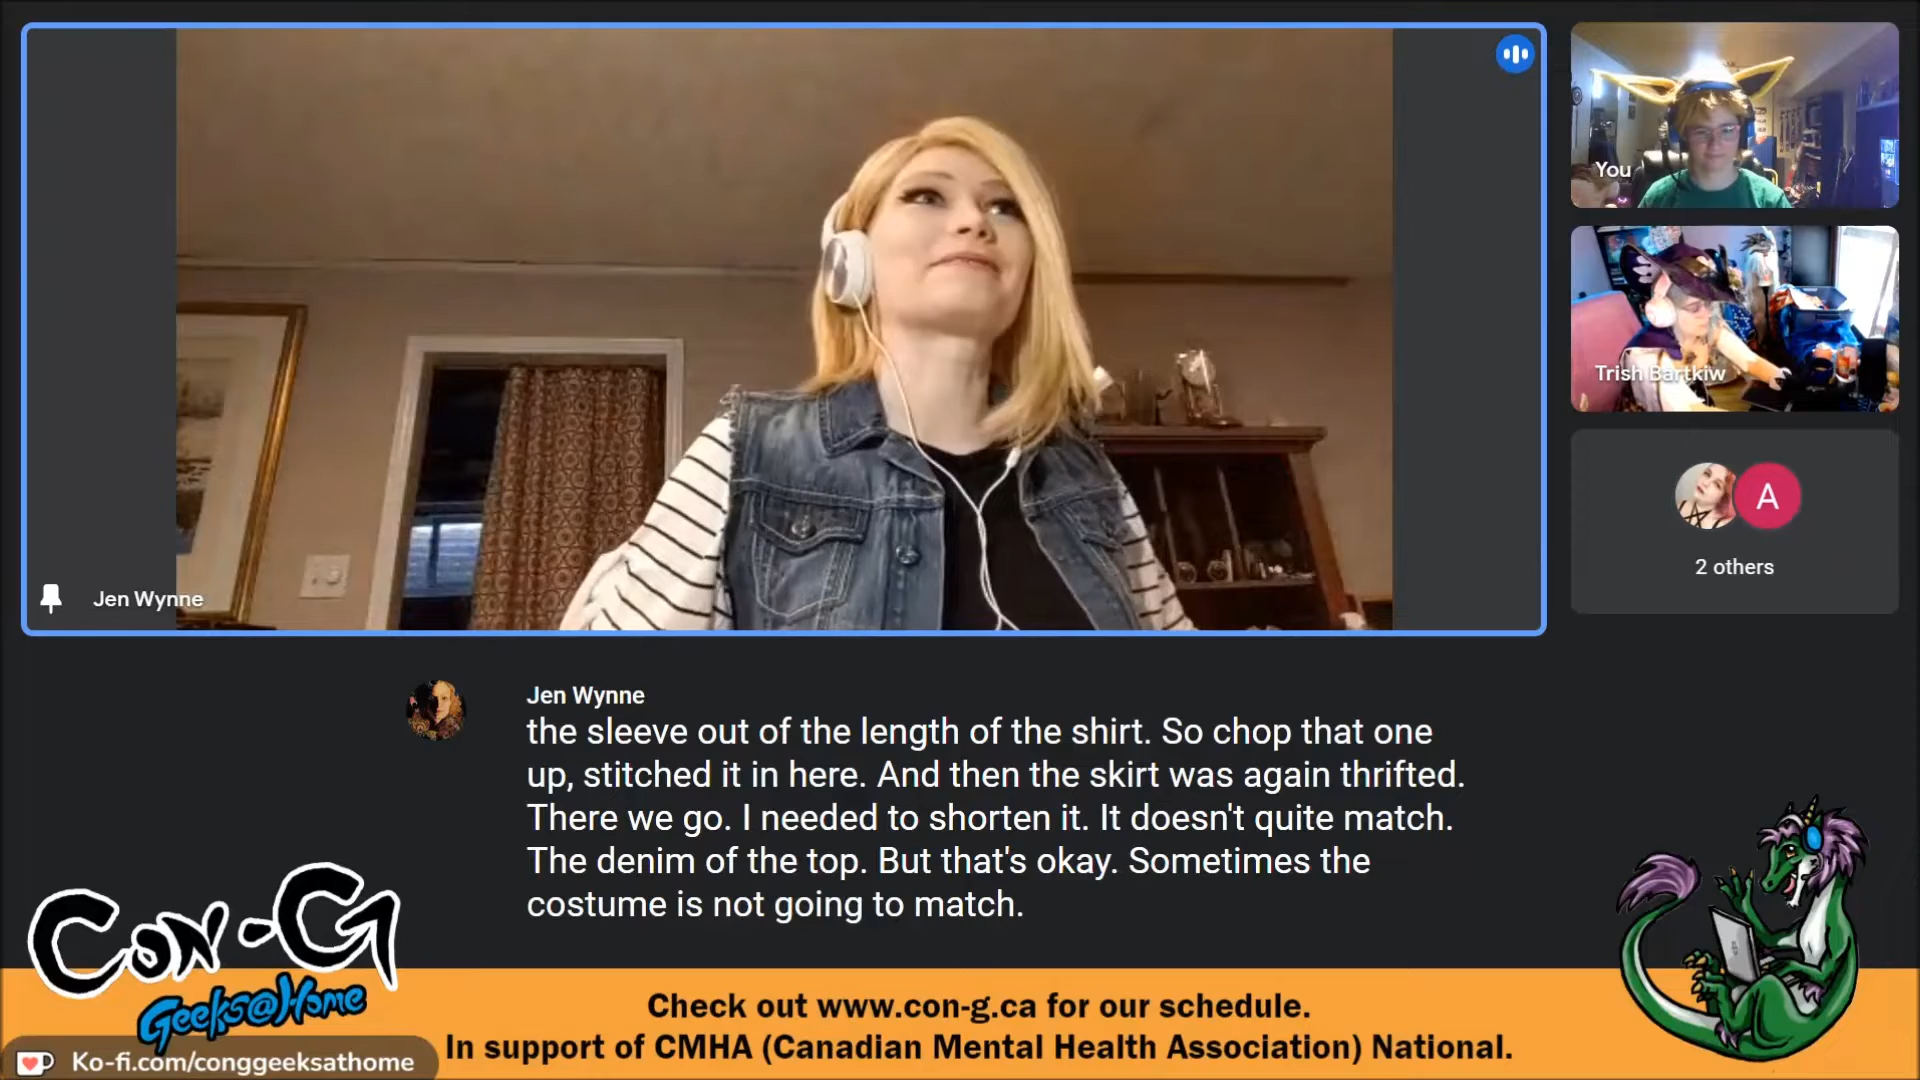 You
Trish Bartkiw
A
2 others
Jen Wynne
Jen Wynne
the sleeve out of the length of the shirt. So chop that one
up, stitched it in here. And then the skirt was again thrifted.
There we go. I needed to shorten it. It doesn't quite match.
The denim of the top. But that's okay. Sometimes the
costume is not going to match.
Con-G
Geeks@Home
Check out www.con-g.ca for our schedule.
In support of CMHA (Canadian Mental Health Association) National.
Ko-fi.com/conggeeksathome